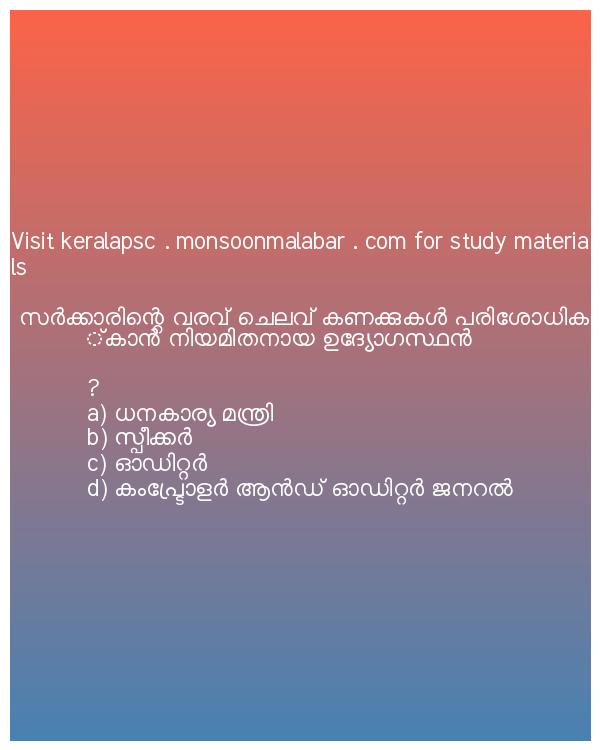 Visit keralapsc . monsoonmalabar . com for study materia
ls
സർക്കാരിന്റെ വരവ് ചെലവ് കണക്കുകൾ പരിശോധിക
്കാൻ നിയമിതനായ ഉദ്യോഗസ്ഥൻ
?
a) ധനകാര്യ മന്ത്രി
b) സ്പീക്കർ
c) ഓഡിറ്റർ
d) കംപ്ട്രോളർ ആൻഡ് ഓഡിറ്റർ ജനറൽ